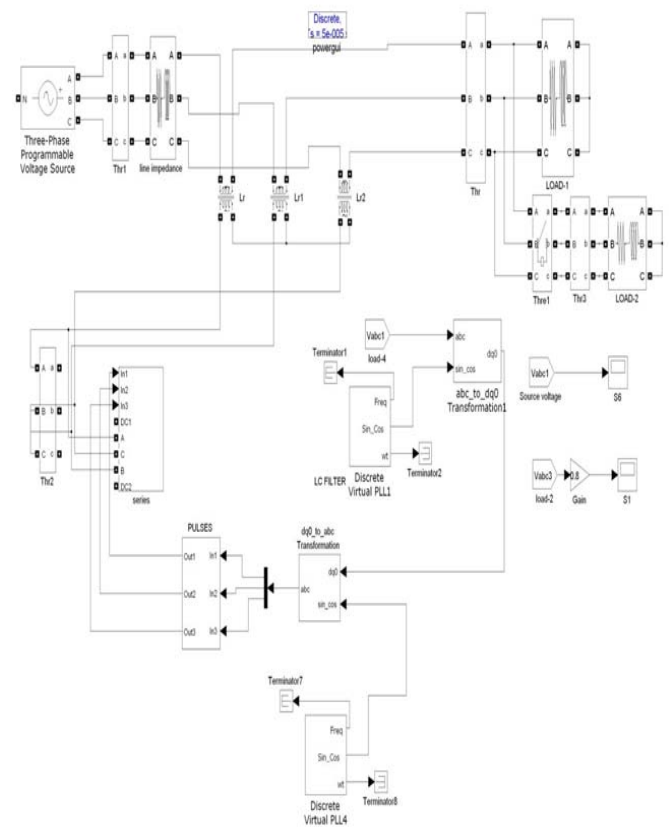 Discrete,
Ts = 5e-005 s
powergui
N
A
B
C
Three-Phase
Programmable
Voltage Source
A a
B b
C c
Thr1
A A
B B
C C
line impedance
Lr
Lr1
Lr2
A a
B b
C c
Thr
A A
B B
C C
LOAD-1
A a
B b
C c
Thre1
A a
B b
C c
Thr3
A A
B B
C C
LOAD-2
A a
B b
C c
Thr2
In1
In2
In3
DC1
A
C
B
DC2
series
Vabc1
load-4
abc
sin_cos
dq0
abc_to_dq0
Transformation1
Terminator1
Freq
Sin_Cos
wt
Terminator2
LC FILTER
Discrete
Virtual PLL1
Vabc1
Source voltage
S6
Vabc3
load-2
0.8
Gain
S1
PULSES
Out1 In1
Out2 In2
Out3 In3
dq0_to_abc
Transformation
abc
dq0
sin_cos
Terminator7
Freq
Sin_Cos
wt
Terminator8
Discrete
Virtual PLL4